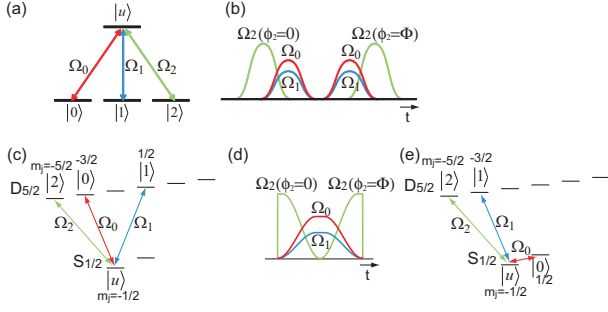 (a)
|u⟩
Ω₀
Ω₁
Ω₂
|0⟩
|1⟩
|2⟩
(b)
Ω₂(ϕ₂=0)
Ω₀
Ω₁
Ω₀
Ω₁
Ω₂(ϕ₂=Φ)
t
(c)
mⱼ=-5/2
-3/2
1/2
D5/2
|2⟩
|0⟩
|1⟩
Ω₂
Ω₀
Ω₁
S1/2
|u⟩
mⱼ=-1/2
(d)
Ω₂(ϕ₂=0)
Ω₂(ϕ₂=Φ)
Ω₀
Ω₁
t
(e)
mⱼ=-5/2
-3/2
D5/2
|2⟩
|1⟩
Ω₂
Ω₁
Ω₀
S1/2
|u⟩
|0⟩
mⱼ=-1/2
1/2